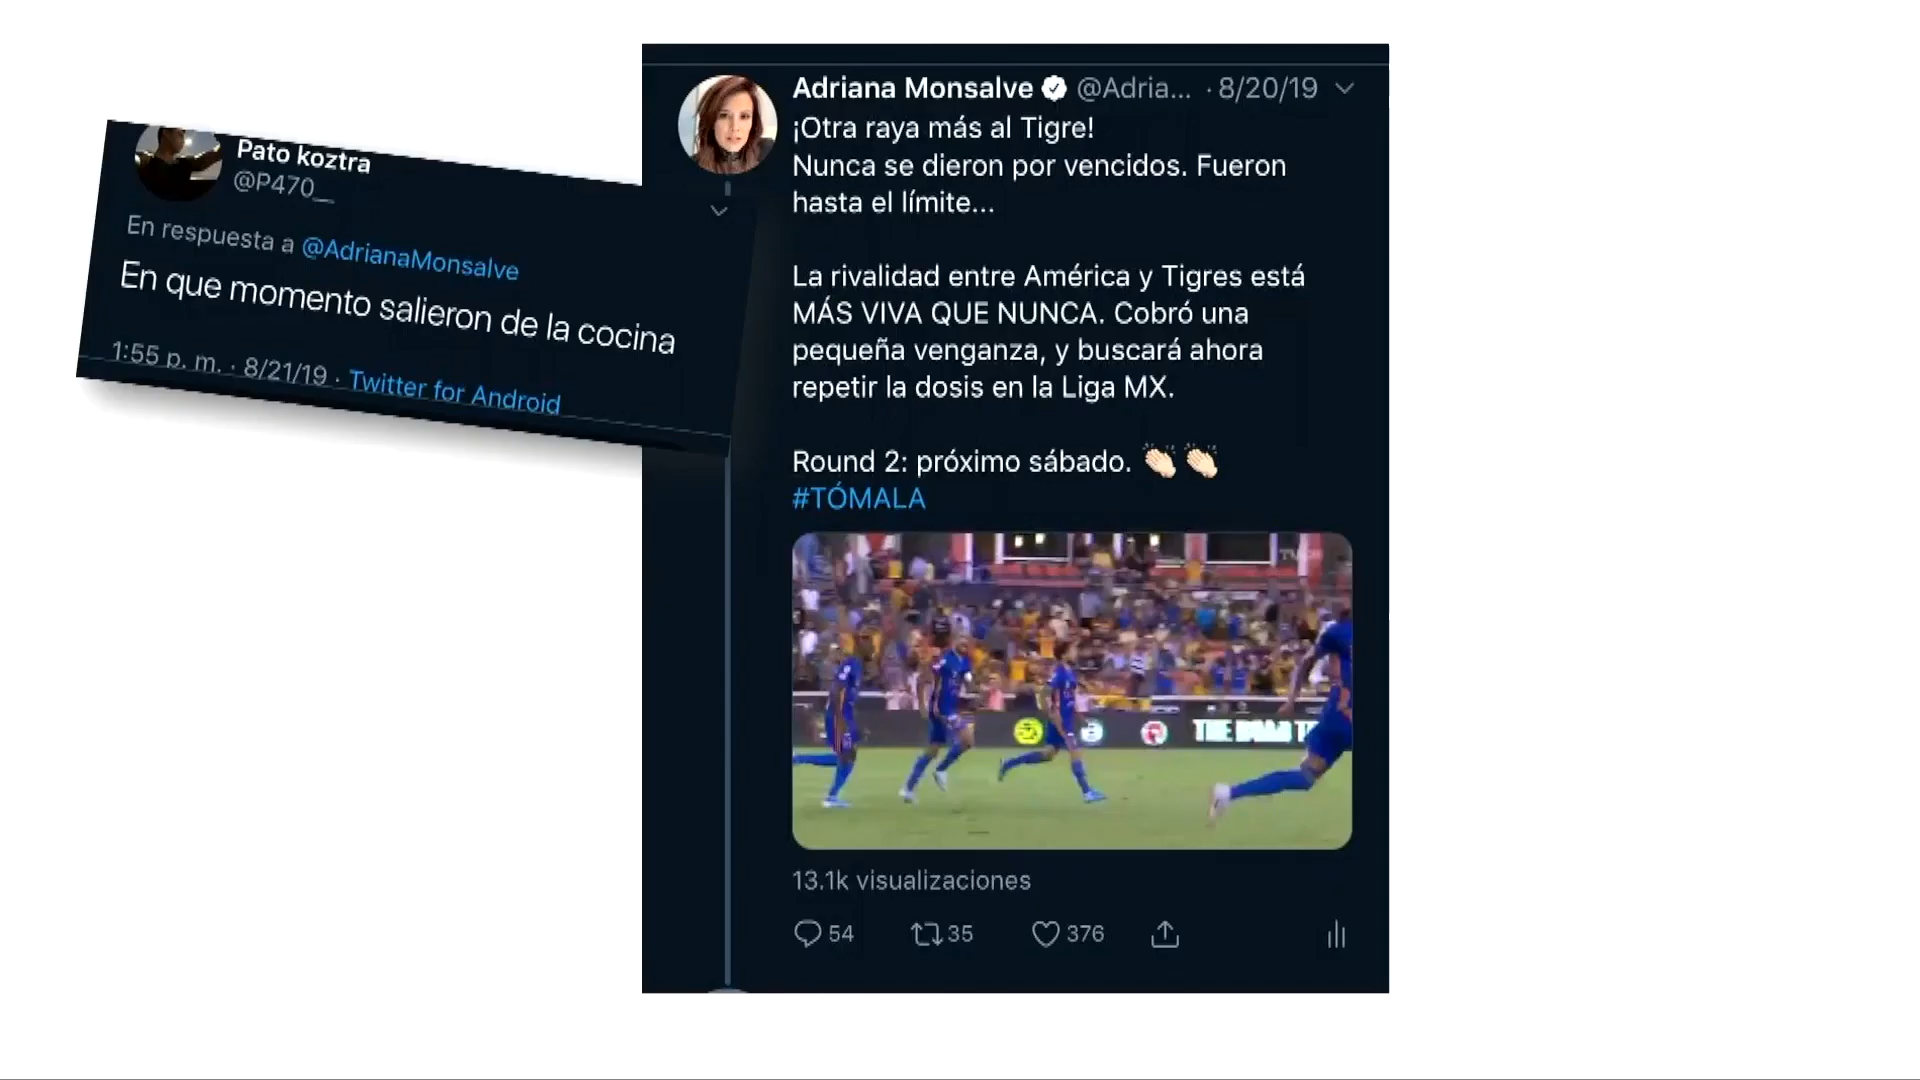 Pato koztra
@P470__
En respuesta a @AdrianaMonsalve
En que momento salieron de la cocina
1:55 p. m. · 8/21/19 · Twitter for Android
Adriana Monsalve @Adria... · 8/20/19
¡Otra raya más al Tigre!
Nunca se dieron por vencidos. Fueron
hasta el límite...
La rivalidad entre América y Tigres está
MÁS VIVA QUE NUNCA. Cobró una
pequeña venganza, y buscará ahora
repetir la dosis en la Liga MX.
Round 2: próximo sábado. 👏🏻👏🏻
#TÓMALA
THE ROAD T
13.1k visualizaciones
54 35 376